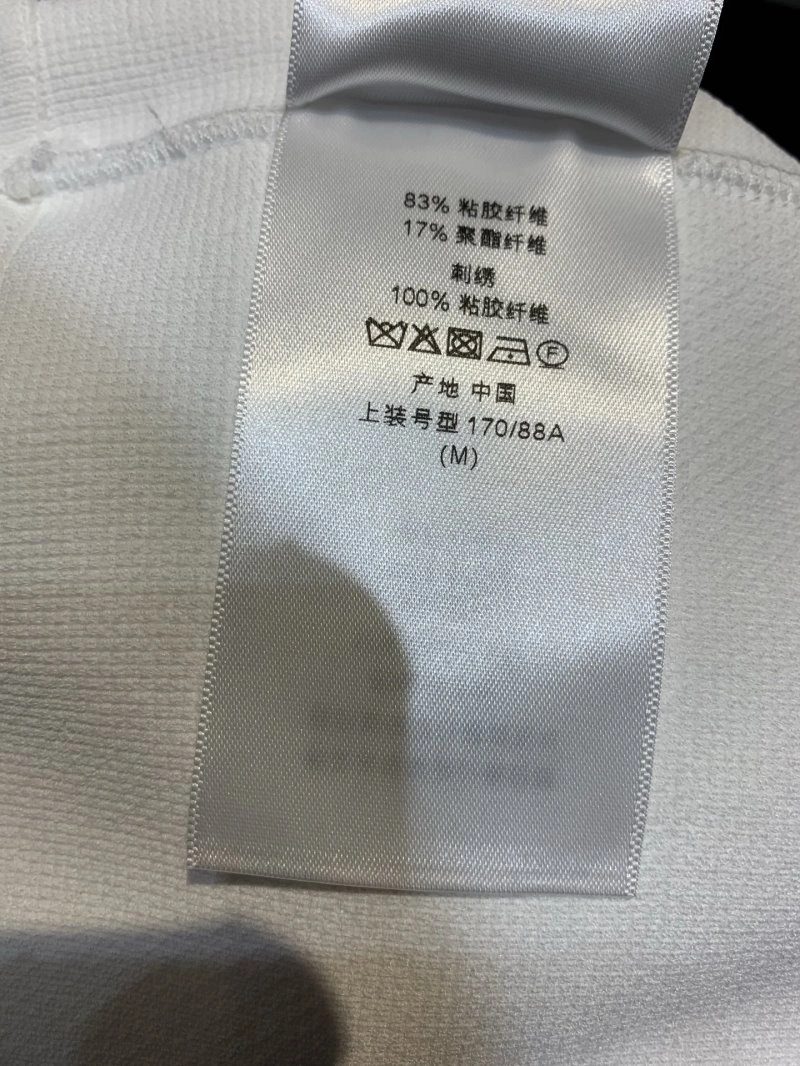 83% 粘胶纤维
17% 聚酯纤维
刺绣
100% 粘胶纤维
F
产地 中国
上装号型 170/88A
(M)